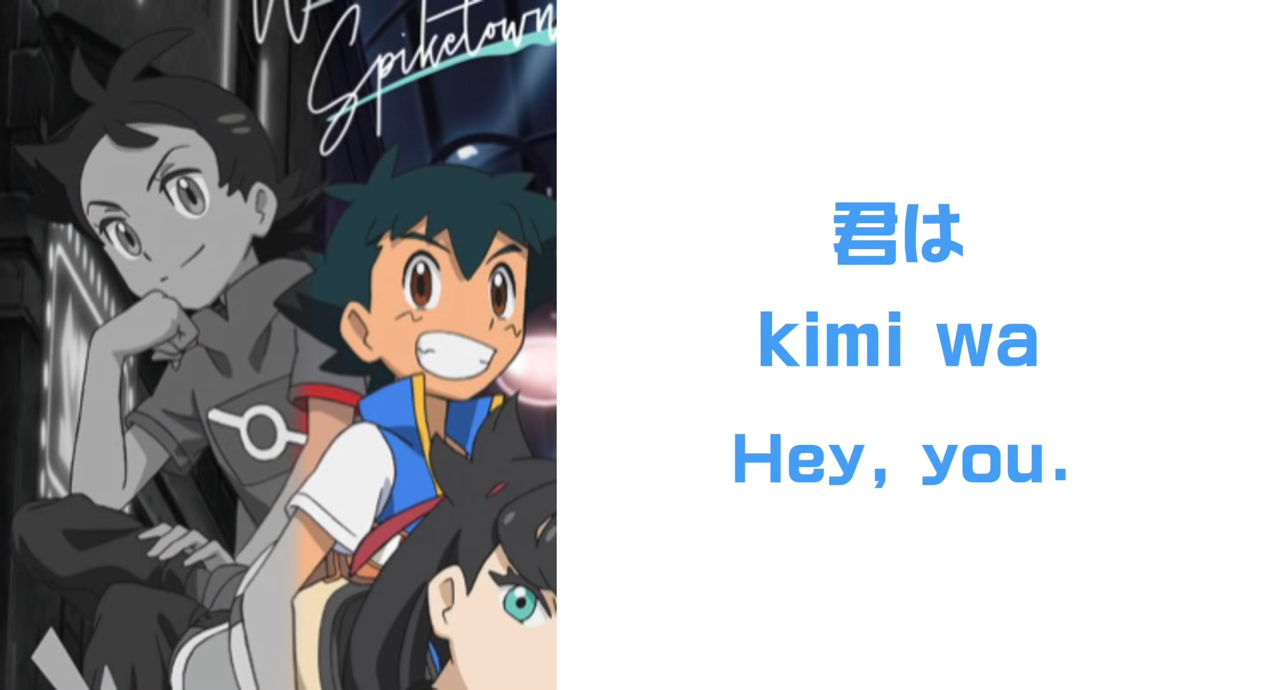 Spiketown
君は
kimi wa
Hey, you.